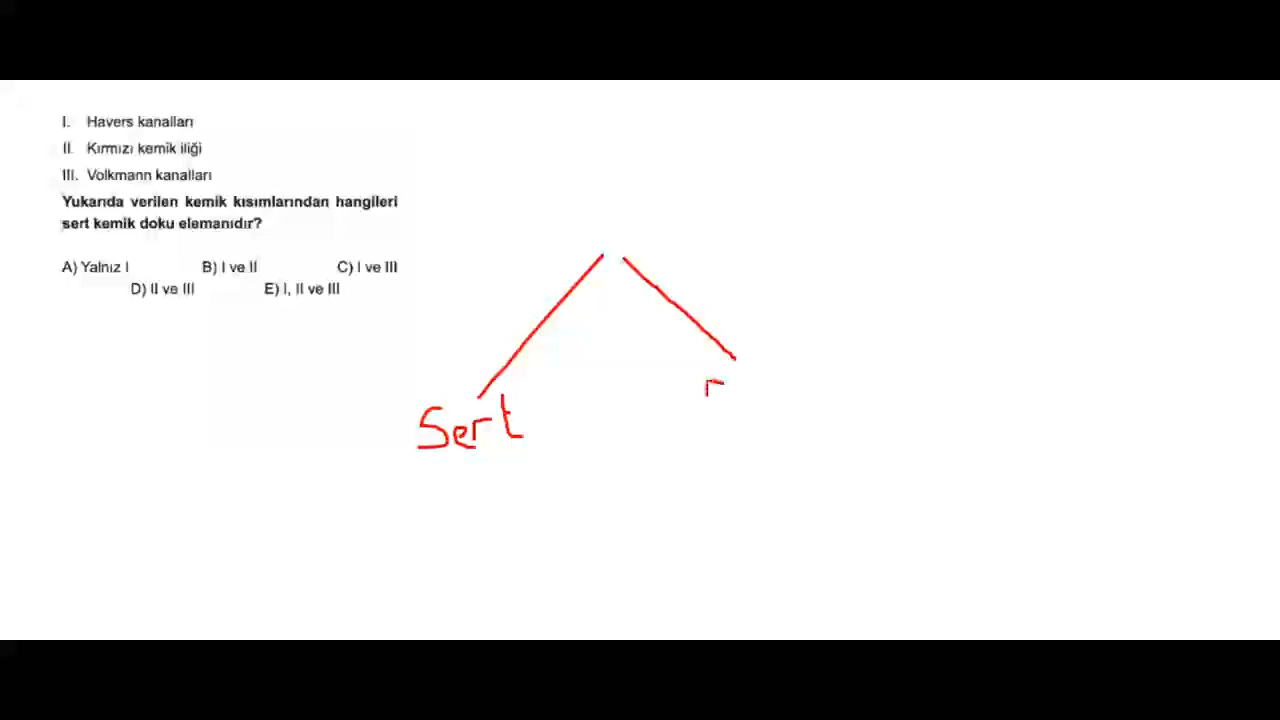 I. Havers kanalları
II. Kırmızı kemik iliği
III. Volkmann kanalları
Yukarıda verilen kemik kısımlarından hangileri
sert kemik doku elemanıdır?
A) Yalnız I B) I ve II C) I ve III
D) II ve III E) I, II ve III
Sert